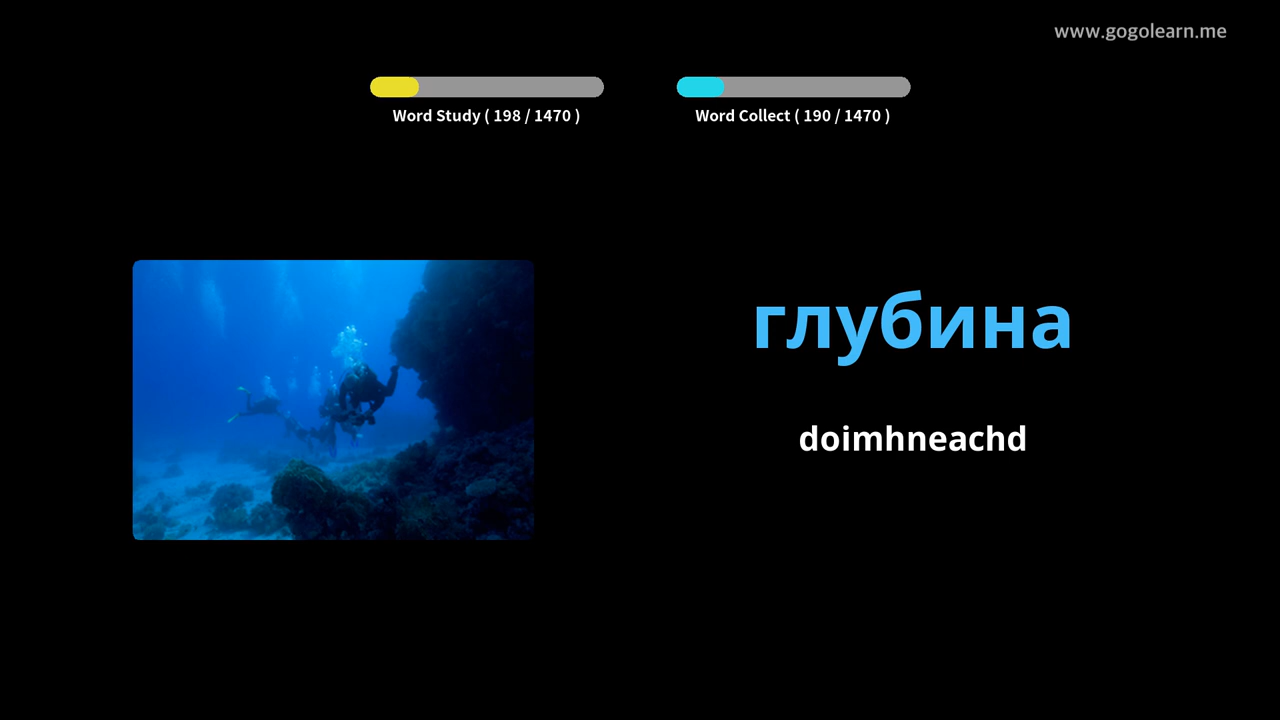 www.gogolearn.me
Word Study ( 198 / 1470 )
Word Collect ( 190 / 1470 )
глубина
doimhneachd